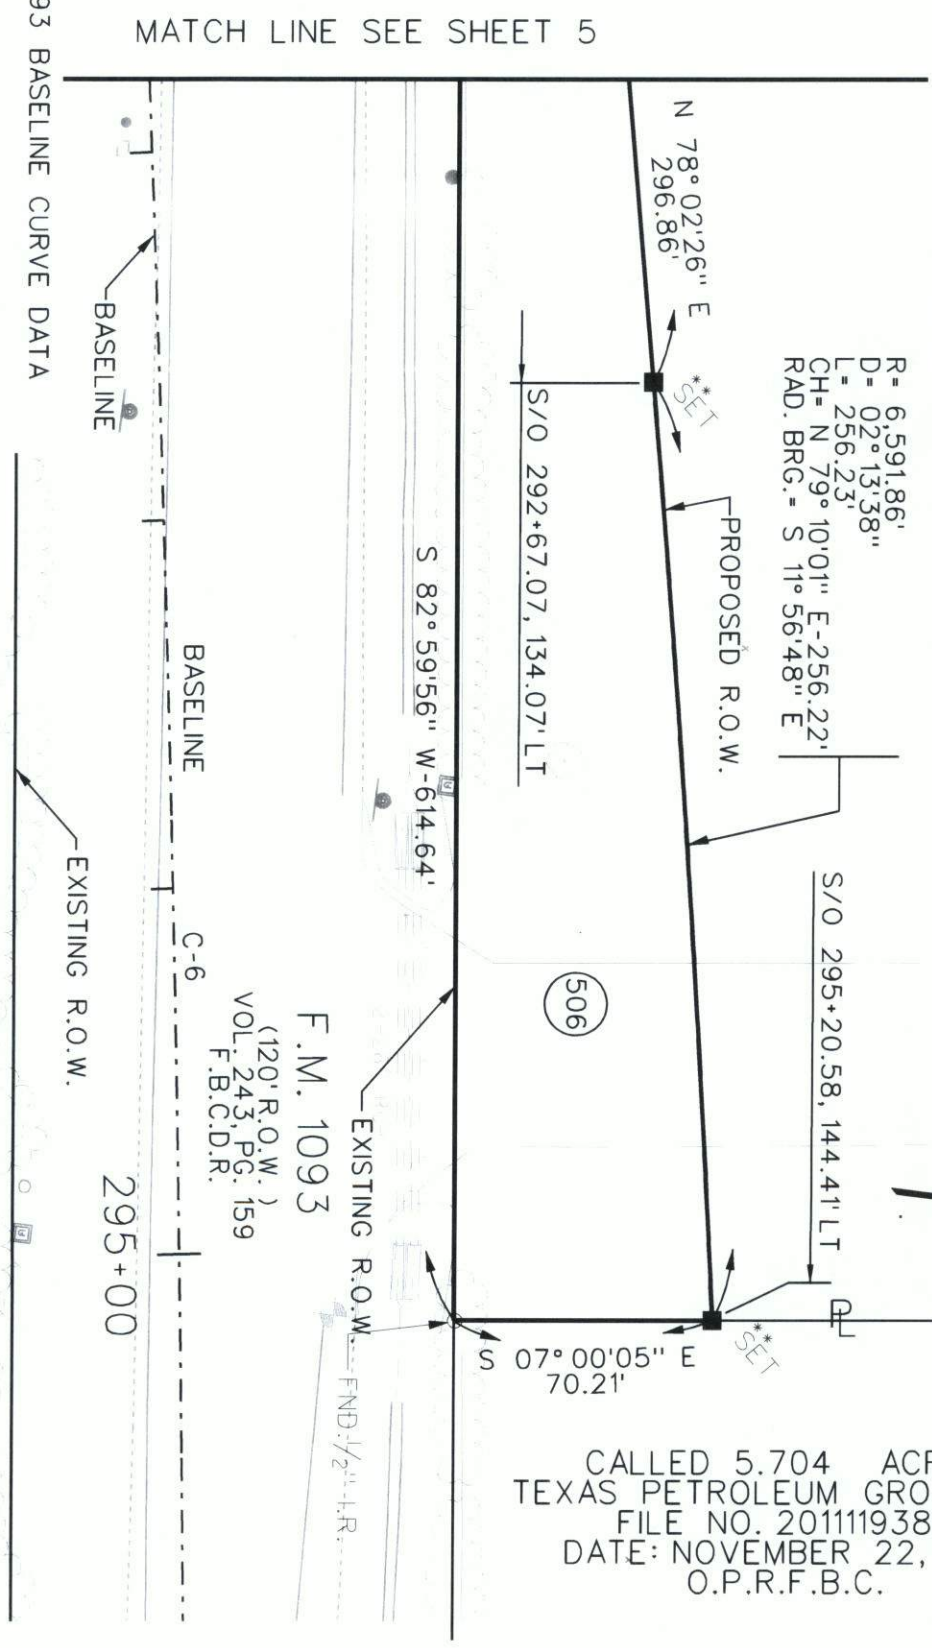 MATCH LINE SEE SHEET 5
93 BASELINE CURVE DATA
N 78°02'26" E
296.86'
**
SET
R= 6,591.86'
D= 02°13'38"
L= 256.23'
CH= N 79°10'01" E-256.22'
RAD. BRG.= S 11°56'48" E
BASELINE
S/O 292+67.07, 134.07' LT
PROPOSED R.O.W.
S 82°59'56" W-614.64'
BASELINE
S/O 295+20.58, 144.41' LT
EXISTING R.O.W.
C-6
506
F.M. 1093
(120' R.O.W. )
VOL. 243, PG. 159
F.B.C.D.R.
EXISTING R.O.W.
295+00
PL
**
SET
S 07°00'05" E
70.21'
FND. 1/2" I.R.
CALLED 5.704
TEXAS PETROLEUM
FILE NO. 201111938
DATE: NOVEMBER 22,
O.P.R.F.B.C.